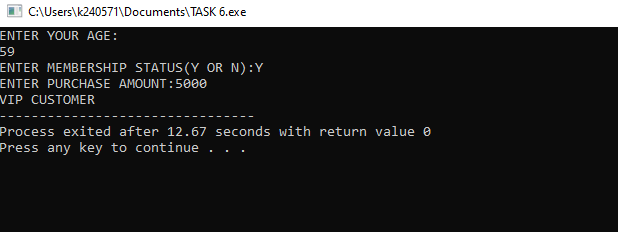 C:\Users\k240571\Documents\TASK 6.exe
ENTER YOUR AGE:
59
ENTER MEMBERSHIP STATUS(Y OR N):Y
ENTER PURCHASE AMOUNT:5000
VIP CUSTOMER
--------------------------------
Process exited after 12.67 seconds with return value 0
Press any key to continue . . .